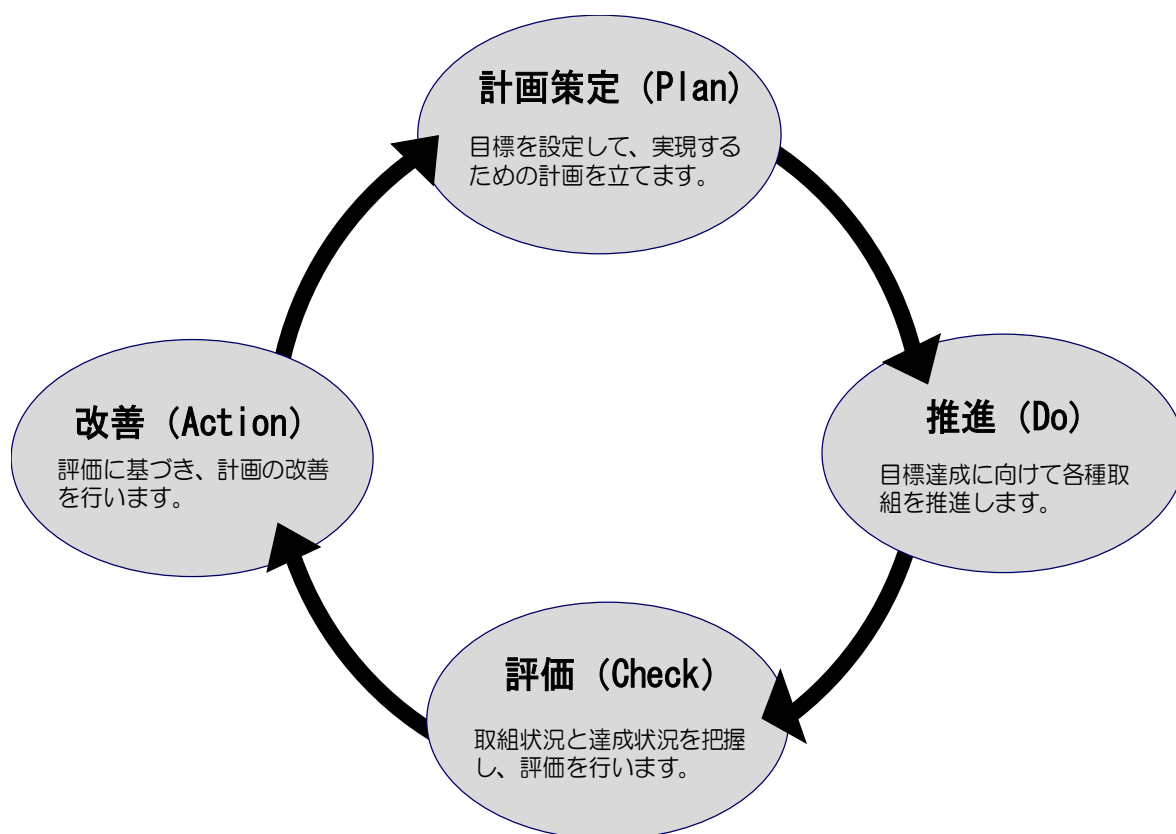 計画策定（Plan）
目標を設定して、実現する
ための計画を立てます。
改善（Action）
評価に基づき、計画の改善
を行います。
推進（Do）
目標達成に向けて各種取
組を推進します。
評価（Check）
取組状況と達成状況を把握
し、評価を行います。